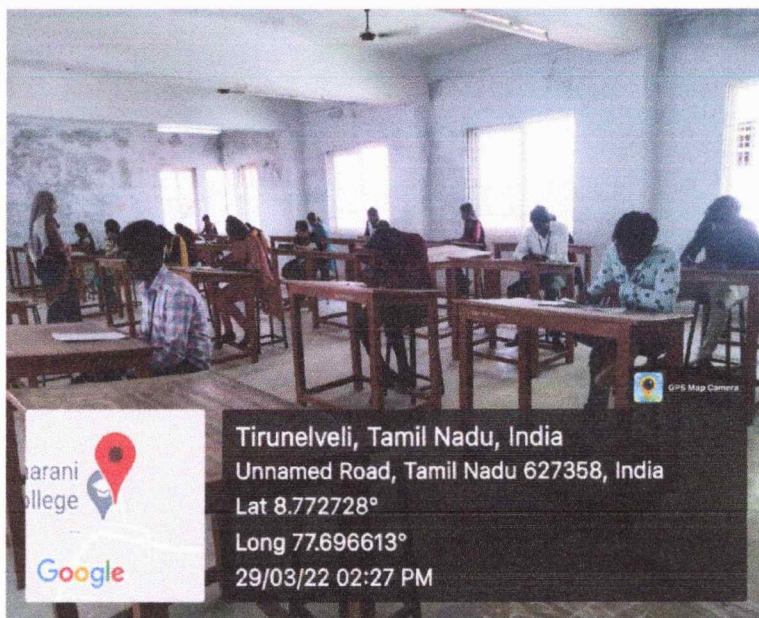 GPS Map Camera
Tirunelveli, Tamil Nadu, India
Unnamed Road, Tamil Nadu 627358, India
Lat 8.772728°
Long 77.696613°
29/03/22 02:27 PM
arani
ollege
Google